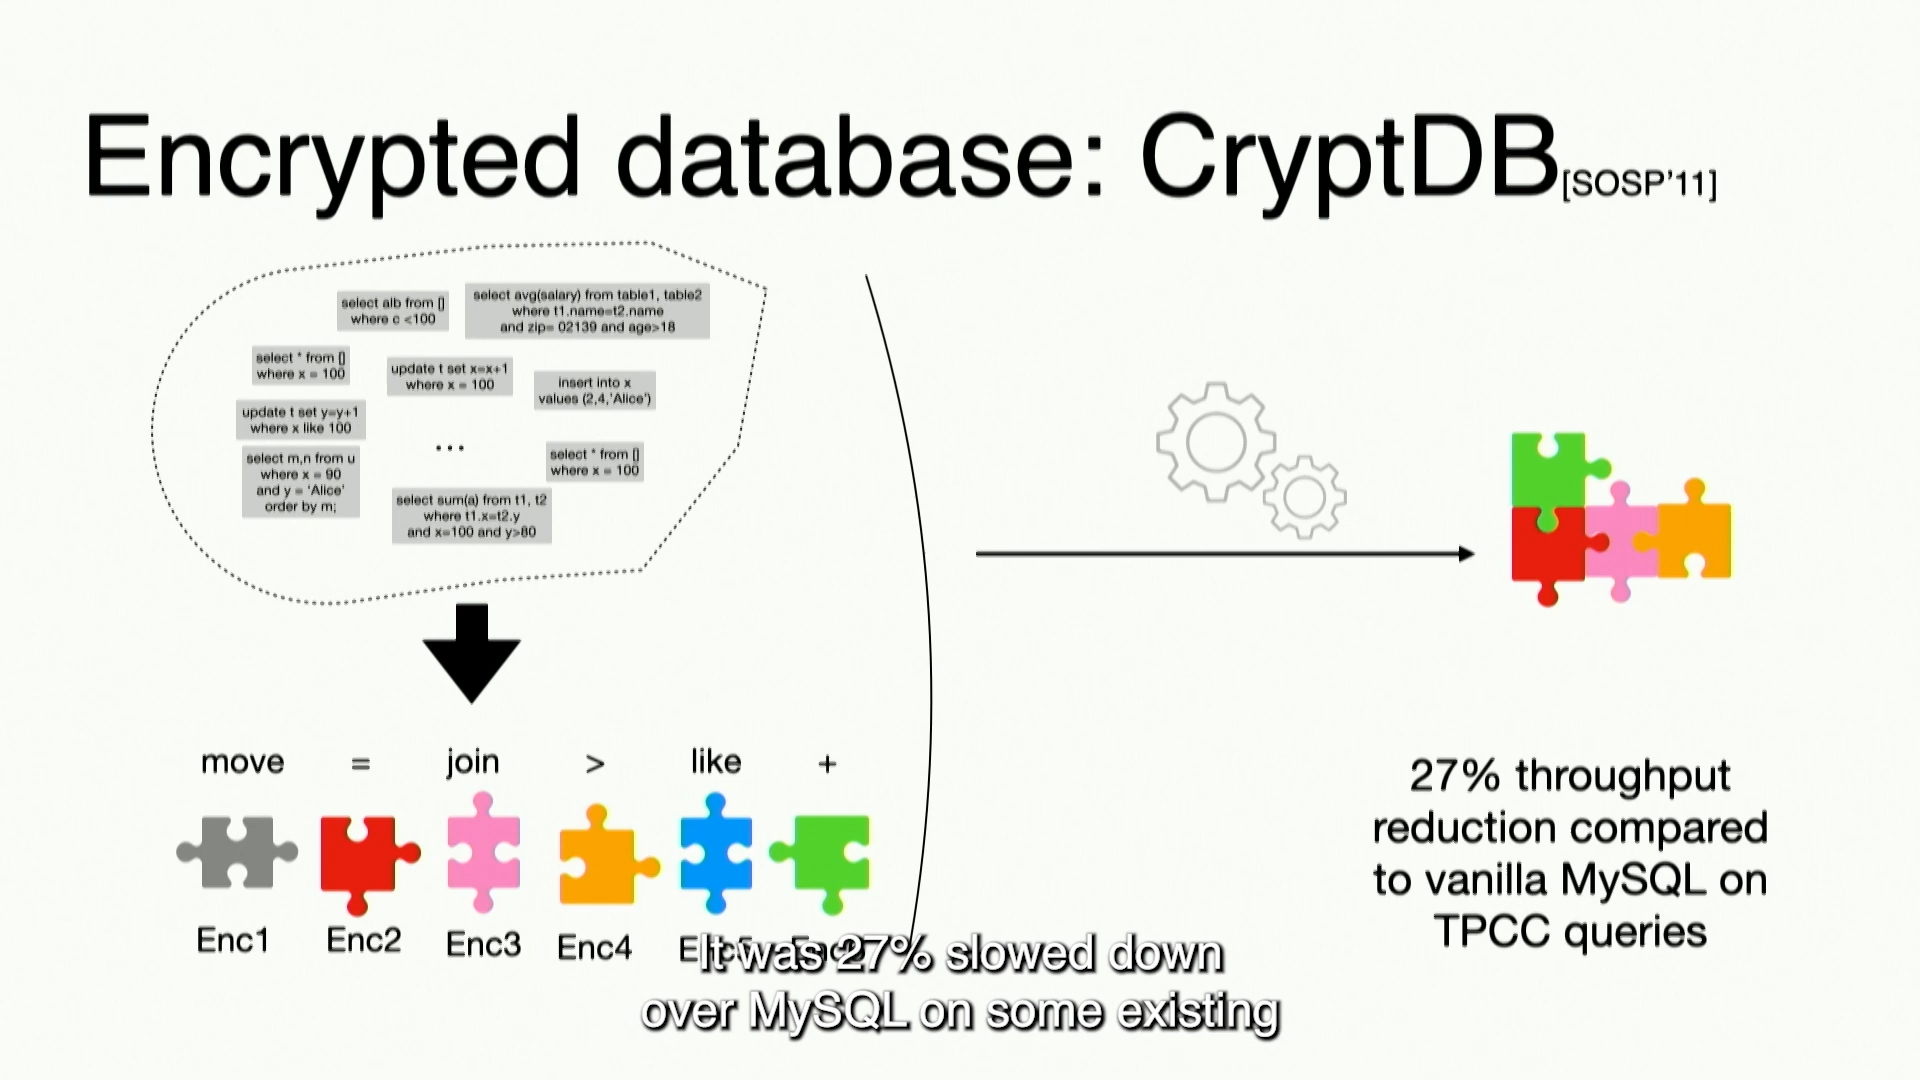 Encrypted database: CryptDB[SOSP'11]
select alb from []
where c <100
select avg(salary) from table1, table2
where t1.name=t2.name
and zip= 02139 and age>18
select * from []
where x = 100
update t set x=x+1
where x = 100
insert into x
values (2,4,'Alice')
update t set y=y+1
where x like 100
...
select m,n from u
where x = 90
and y = 'Alice'
order by m;
select * from []
where x = 100
select sum(a) from t1, t2
where t1.x=t2.y
and x=100 and y>80
move = join > like +
Enc1 Enc2 Enc3 Enc4
27% throughput
reduction compared
to vanilla MySQL on
TPCC queries
It was 27% slowed down
over MySQL on some existing